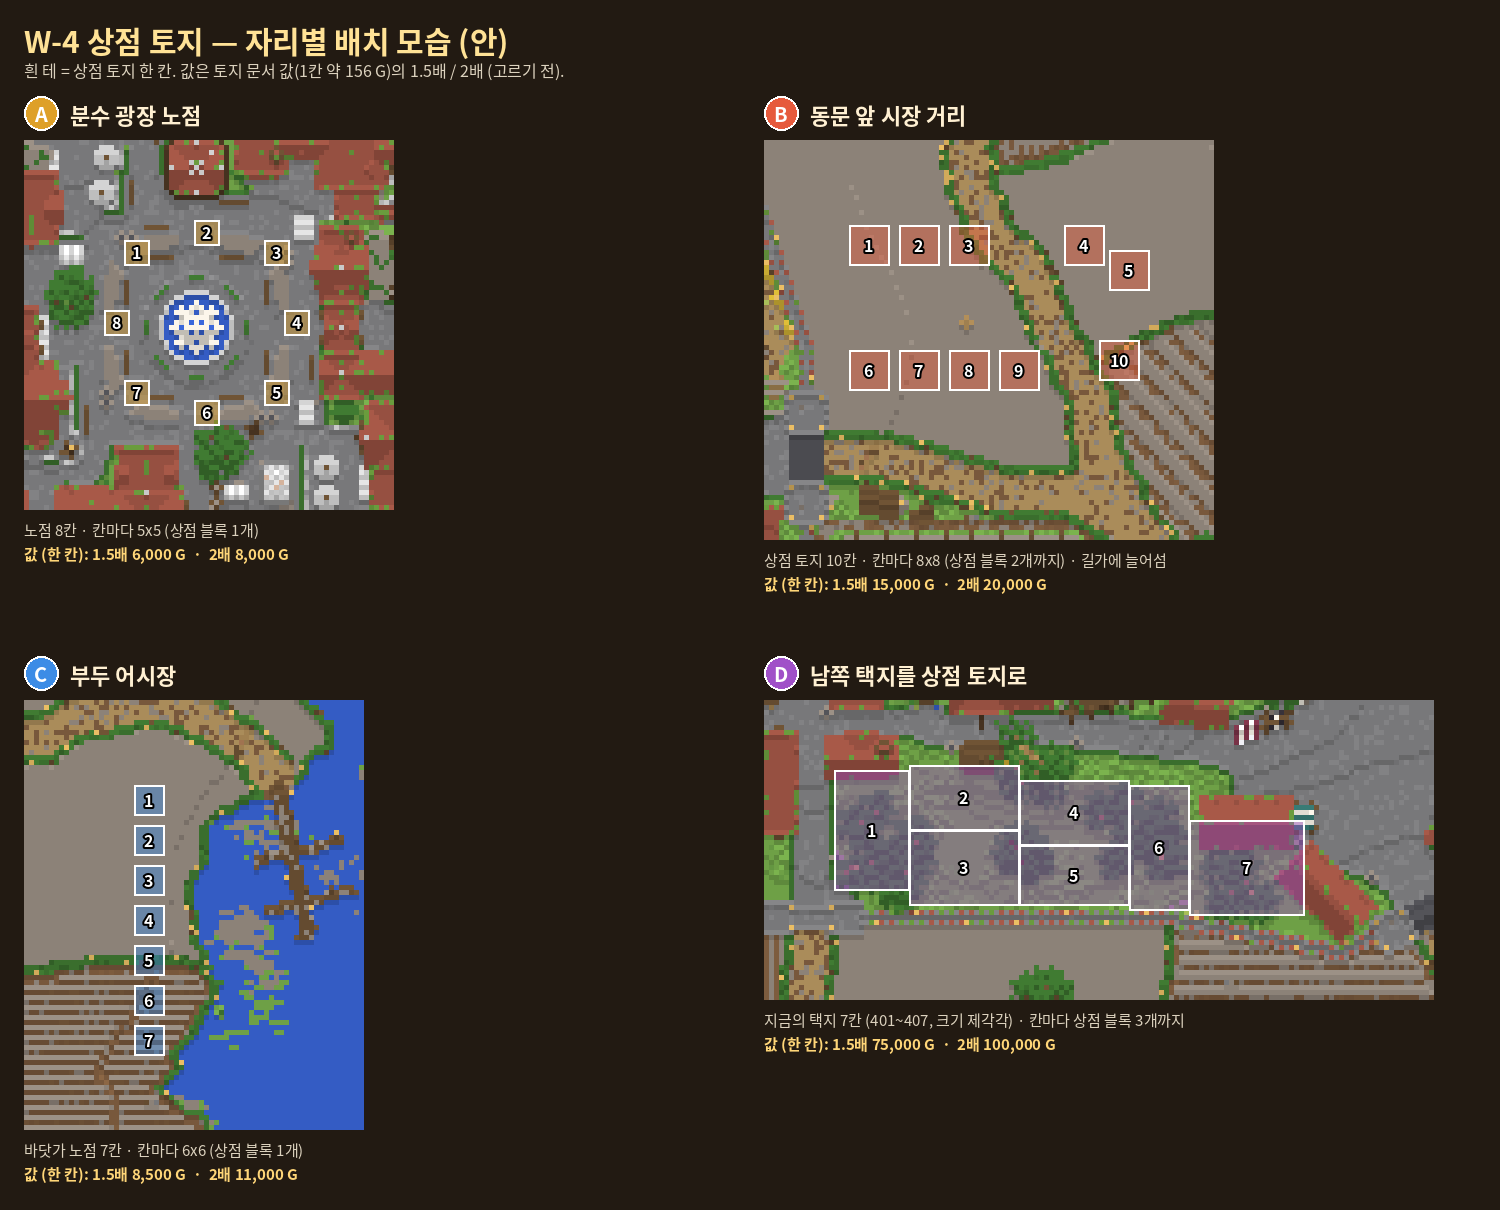 W-4 상점 토지 — 자리별 배치 모습 (안)
흰 테 = 상점 토지 한 칸. 값은 토지 문서 값(1칸 약 156 G)의 1.5배 / 2배 (고르기 전).
A 분수 광장 노점
1
2
3
4
5
6
7
8
노점 8칸 · 칸마다 5x5 (상점 블록 1개)
값 (한 칸): 1.5배 6,000 G · 2배 8,000 G
B 동문 앞 시장 거리
1
2
3
4
5
6
7
8
9
10
상점 토지 10칸 · 칸마다 8x8 (상점 블록 2개까지) · 길가에 늘어섬
값 (한 칸): 1.5배 15,000 G · 2배 20,000 G
C 부두 어시장
1
2
3
4
5
6
7
바닷가 노점 7칸 · 칸마다 6x6 (상점 블록 1개)
값 (한 칸): 1.5배 8,500 G · 2배 11,000 G
D 남쪽 택지를 상점 토지로
1
2
3
4
5
6
7
지금의 택지 7칸 (401~407, 크기 제각각) · 칸마다 상점 블록 3개까지
값 (한 칸): 1.5배 75,000 G · 2배 100,000 G